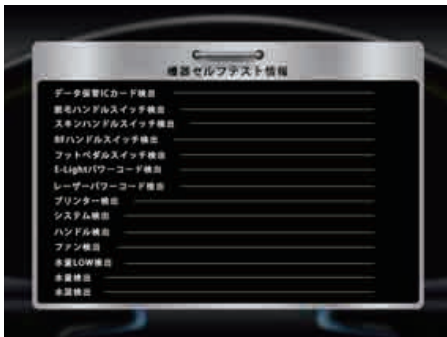 機器セルフテスト情報
データ保管ICカード検出
脱毛ハンドルスイッチ検出
スキンハンドルスイッチ検出
RFハンドルスイッチ検出
フットペダルスイッチ検出
E-Lightパワーコード検出
レーザーパワーコード検出
プリンター検出
システム検出
ハンドル検出
ファン検出
水量LOW検出
水量検出
水温検出